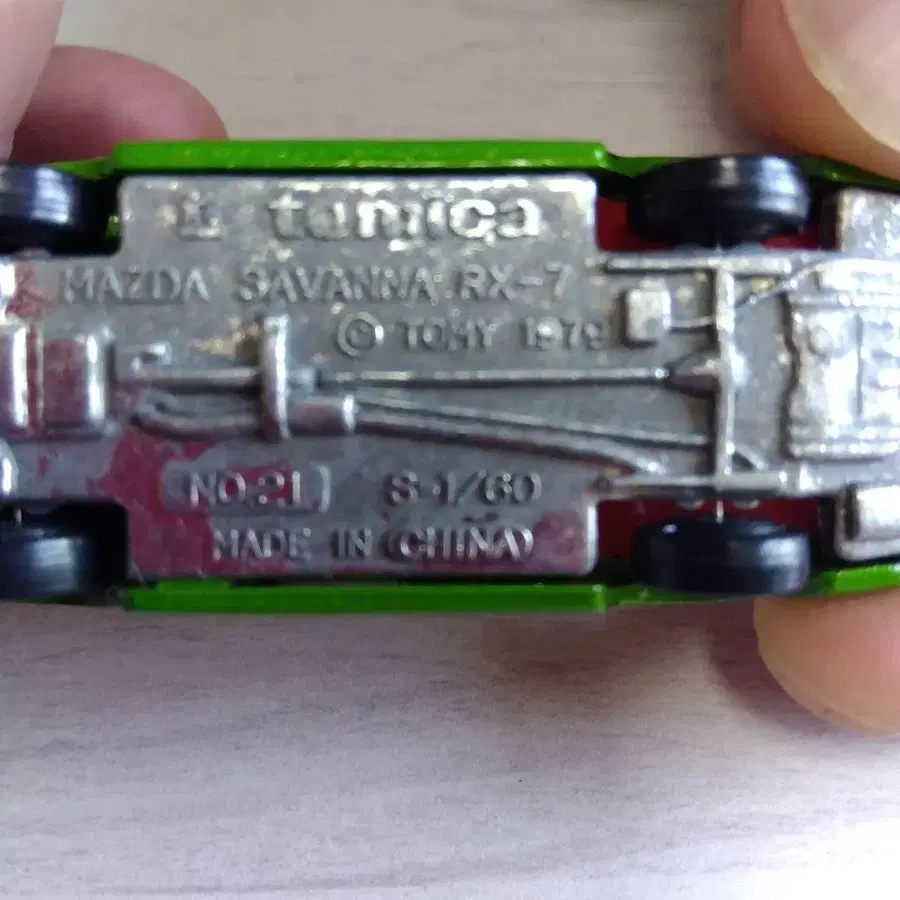 tomica
MAZDA SAVANNA RX-7
© TOMY 1979
NO.21 S-1/60
MADE IN CHINA